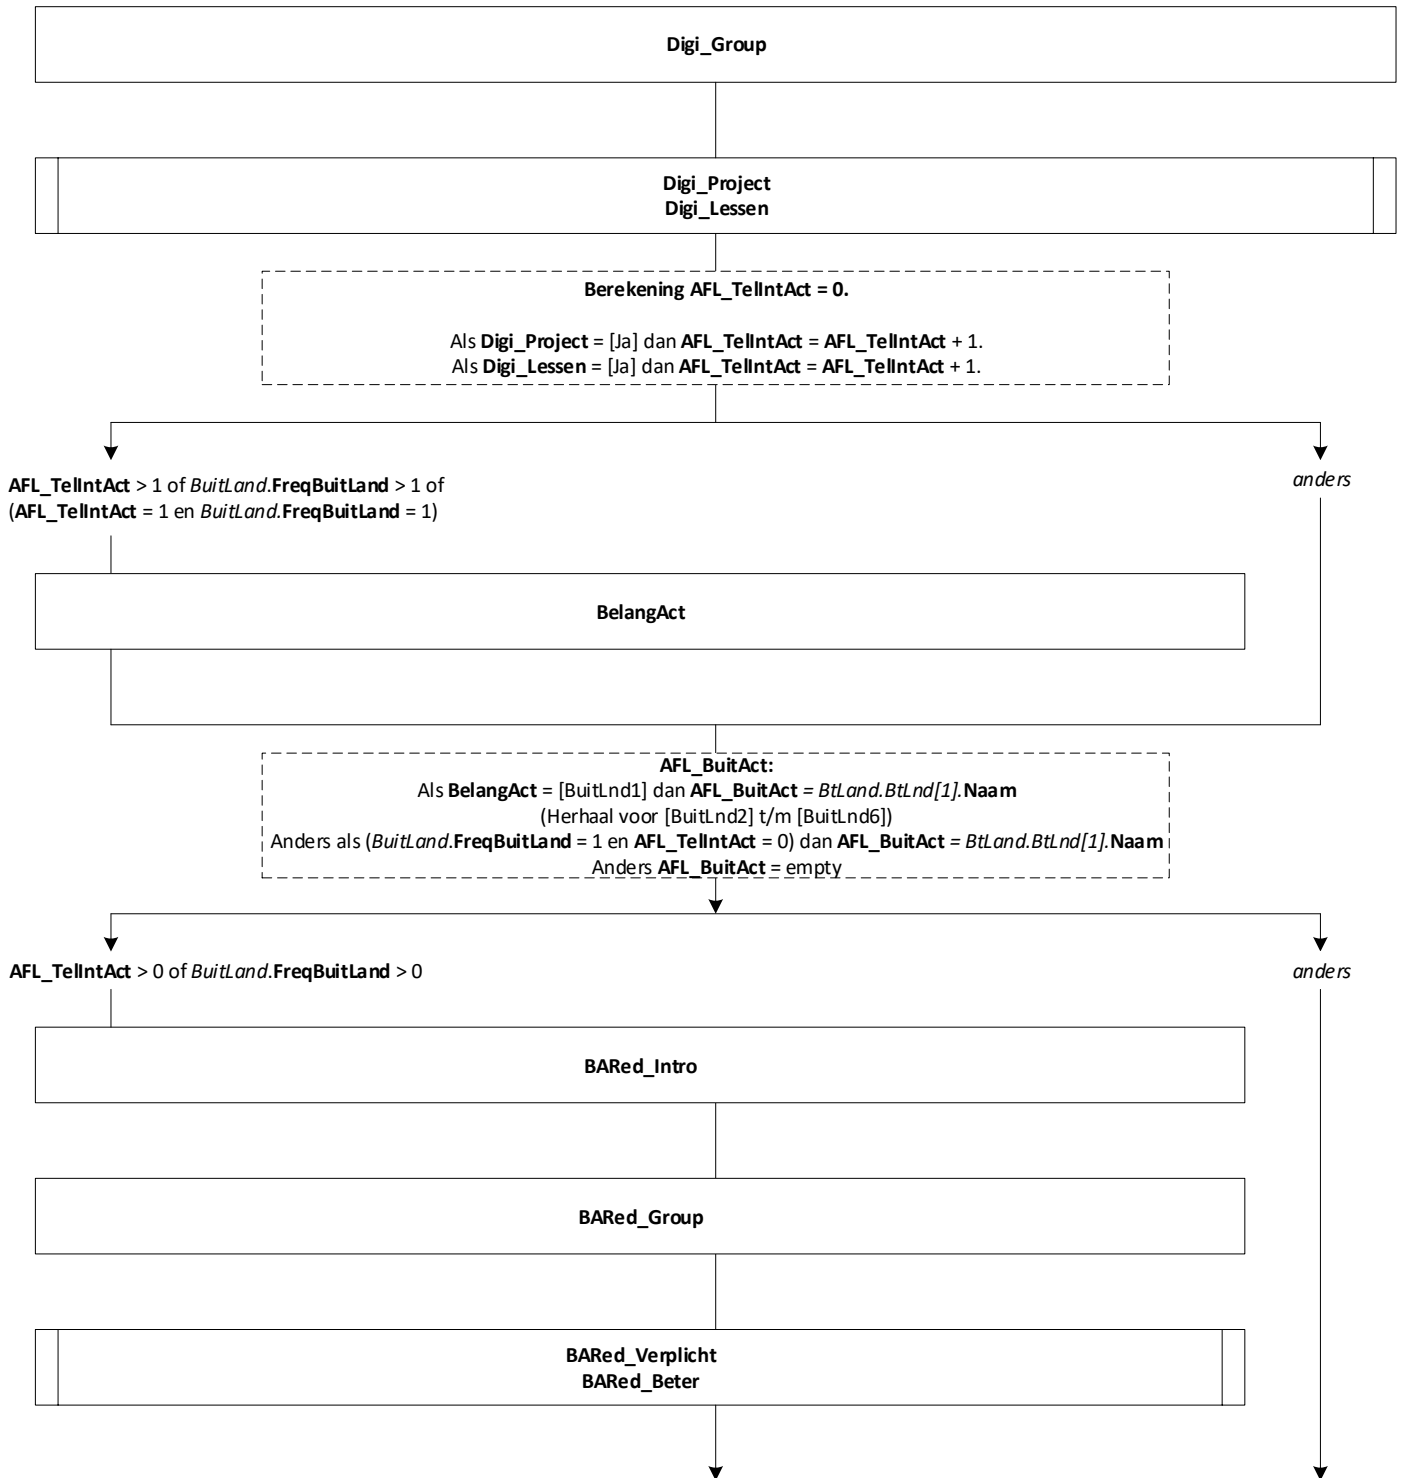 Digi_Group
Digi_Project
Digi_Lessen
Berekening AFL_TelIntAct = 0.
Als Digi_Project = [Ja] dan AFL_TelIntAct = AFL_TelIntAct + 1.
Als Digi_Lessen = [Ja] dan AFL_TelIntAct = AFL_TelIntAct + 1.
AFL_TelIntAct > 1 of BuitLand.FreqBuitLand > 1 of
(AFL_TelIntAct = 1 en BuitLand.FreqBuitLand = 1)
anders
BelangAct
AFL_BuitAct:
Als BelangAct = [BuitLnd1] dan AFL_BuitAct = BtLand.BtLnd[1].Naam
(Herhaal voor [BuitLnd2] t/m [BuitLnd6])
Anders als (BuitLand.FreqBuitLand = 1 en AFL_TelIntAct = 0) dan AFL_BuitAct = BtLand.BtLnd[1].Naam
Anders AFL_BuitAct = empty
AFL_TelIntAct > 0 of BuitLand.FreqBuitLand > 0
anders
BARed_Intro
BARed_Group
BARed_Verplicht
BARed_Beter